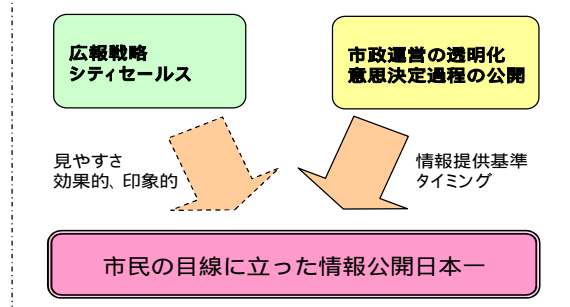 広報戦略
シティセールス
市政運営の透明化
意思決定過程の公開
見やすさ
効果的、印象的
情報提供基準
タイミング
市民の目線に立った情報公開日本一